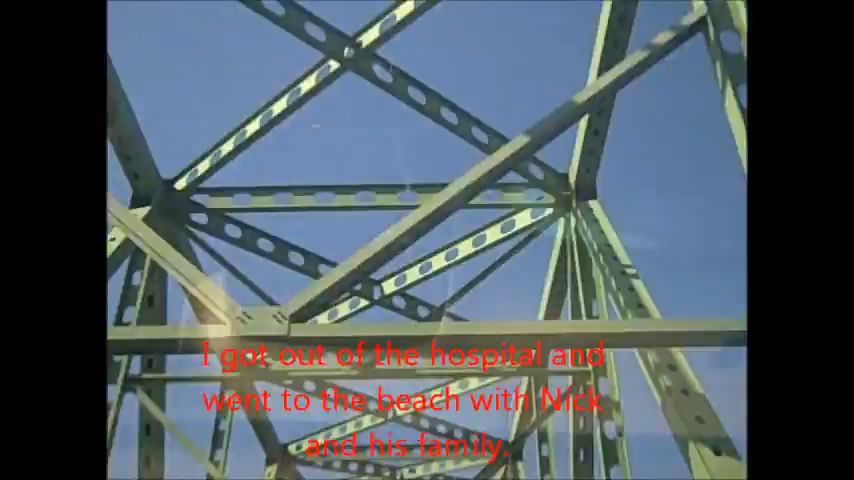 I got out of the hospital and
went to the beach with Nick
and his family.